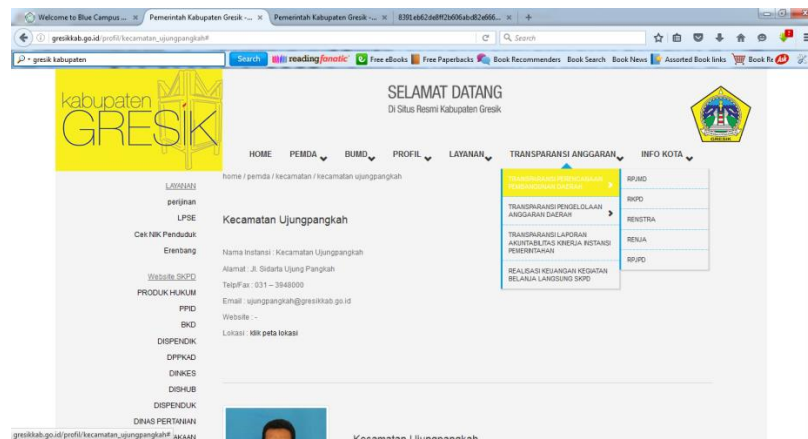 Welcome to Blue Campus ...
Pemerintah Kabupaten Gresik -...
Pemerintah Kabupaten Gresik -...
gresikkab.go.id/profil/kecamatan_ujungpangkah#
Search
gresik kabupaten
Search
readingfanatic
Free eBooks
Free Paperbacks
Book Recommenders
Book Search
Book News
Assorted Book links
kabupaten
GRESIK
SELAMAT DATANG
Di Situs Resmi Kabupaten Gresik
GRESIK
HOME
PEMDA
BUMD
PROFIL
LAYANAN
TRANSPARANSI ANGGARAN
INFO KOTA
home / pemda / kecamatan / kecamatan ujungpangkah
TRANSPARANSI PERENCANAAN
PEMBANGUNAN DAERAH
TRANSPARANSI PENGELOLAAN
ANGGARAN DAERAH
TRANSPARANSI LAPORAN
AKUNTABILITAS KINERJA INSTANSI
PEMERINTAHAN
REALISASI KEUANGAN KEGIATAN
BELANJA LANGSUNG SKPD
RPJMD
RKPD
RENSTRA
RENJA
RPJPD
LAYANAN
perijinan
LPSE
Cek NIK Penduduk
Erenbang
Website SKPD
PRODUK HUKUM
PPID
BKD
DISPENDIK
DPPKAD
DINKES
DISHUB
DISPENDUK
DINAS PERTANIAN
Kecamatan Ujungpangkah
Nama Instansi : Kecamatan Ujungpangkah
Alamat : Jl. Sidarta Ujung Pangkah
Telp/Fax : 031 – 3949000
Email : ujungpangkah@gresikkab.go.id
Website : -
Lokasi : klik peta lokasi
Kecamatan Ujungpangkah
gresikkab.go.id/profil/kecamatan_ujungpangkah#